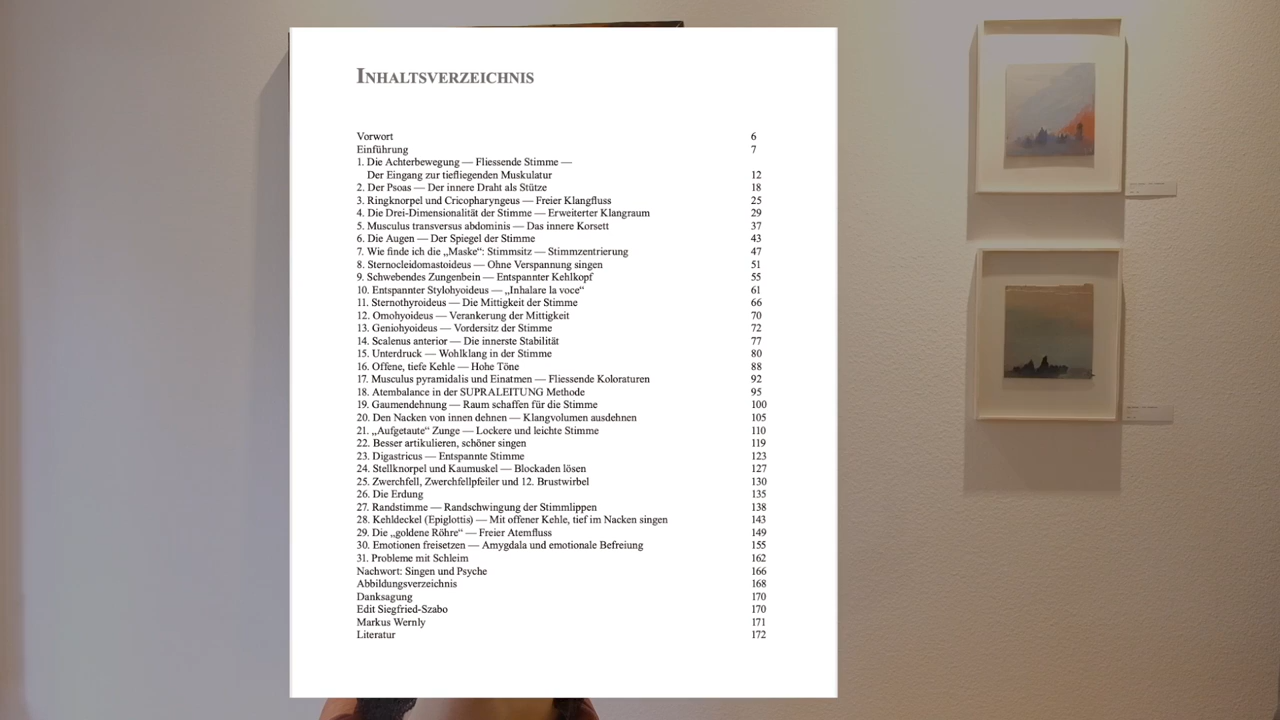 INHALTSVERZEICHNIS
Vorwort 6
Einführung 7
1. Die Achterbewegung — Fliessende Stimme —
Der Eingang zur tiefliegenden Muskulatur 12
2. Der Psoas — Der innere Draht als Stütze 18
3. Ringknorpel und Cricopharyngeus — Freier Klangfluss 25
4. Die Drei-Dimensionalität der Stimme — Erweiterter Klangraum 29
5. Musculus transversus abdominis — Das innere Korsett 37
6. Die Augen — Der Spiegel der Stimme 43
7. Wie finde ich die „Maske“: Stimmsitz — Stimmzentrierung 47
8. Sternocleidomastoideus — Ohne Verspannung singen 51
9. Schwebendes Zungenbein — Entspannter Kehlkopf 55
10. Entspannter Stylohyoideus — „Inhalare la voce“ 61
11. Sternothyroideus — Die Mittigkeit der Stimme 66
12. Omohyoideus — Verankerung der Mittigkeit 70
13. Geniohyoideus — Vordersitz der Stimme 72
14. Scalenus anterior — Die innerste Stabilität 77
15. Unterdruck — Wohlklang in der Stimme 80
16. Offene, tiefe Kehle — Hohe Töne 88
17. Musculus pyramidalis und Einatmen — Fliessende Koloraturen 92
18. Atembalance in der SUPRALEITUNG Methode 95
19. Gaumendehnung — Raum schaffen für die Stimme 100
20. Den Nacken von innen dehnen — Klangvolumen ausdehnen 105
21. „Aufgetaute“ Zunge — Lockere und leichte Stimme 110
22. Besser artikulieren, schöner singen 119
23. Digastricus — Entspannte Stimme 123
24. Stellknorpel und Kaumuskel — Blockaden lösen 127
25. Zwerchfell, Zwerchfellpfeiler und 12. Brustwirbel 130
26. Die Erdung 135
27. Randstimme — Randschwingung der Stimmlippen 138
28. Kehldeckel (Epiglottis) — Mit offener Kehle, tief im Nacken singen 143
29. Die „goldene Röhre“ — Freier Atemfluss 149
30. Emotionen freisetzen — Amygdala und emotionale Befreiung 155
31. Probleme mit Schleim 162
Nachwort: Singen und Psyche 166
Abbildungsverzeichnis 168
Danksagung 170
Edit Siegfried-Szabo 170
Markus Wernly 171
Literatur 172